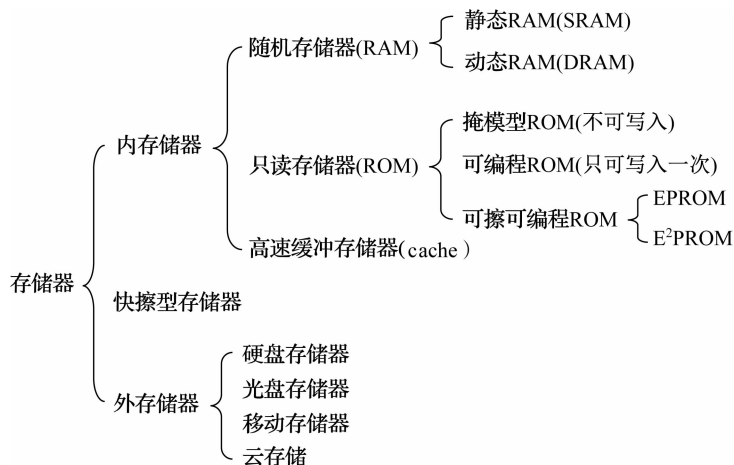 静态RAM(SRAM)
随机存储器(RAM)
动态RAM(DRAM)
掩模型ROM(不可写入)
内存储器
只读存储器(ROM)
可编程ROM(只可写入一次)
EPROM
可擦可编程ROM
E²PROM
高速缓冲存储器(cache)
存储器
快擦型存储器
硬盘存储器
光盘存储器
外存储器
移动存储器
云存储